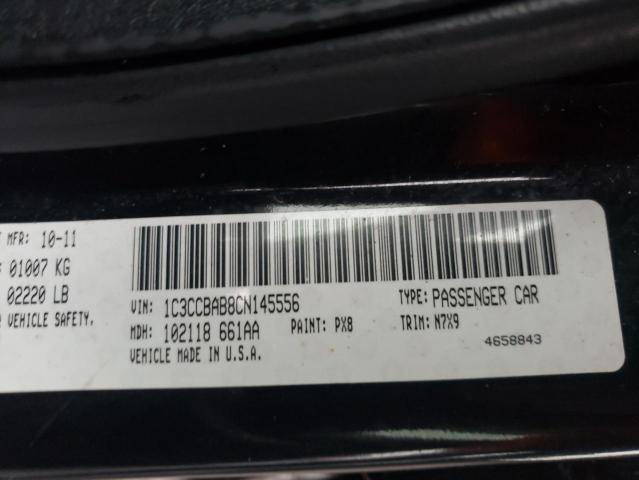 MFR: 10-11
01007 KG
02220 LB
VEHICLE SAFETY,
VIN: 1C3CCBAB8CN145556
TYPE: PASSENGER CAR
MDH: 102118 661AA
PAINT: PX8
TRIM: N7X9
VEHICLE MADE IN U.S.A.
4658843